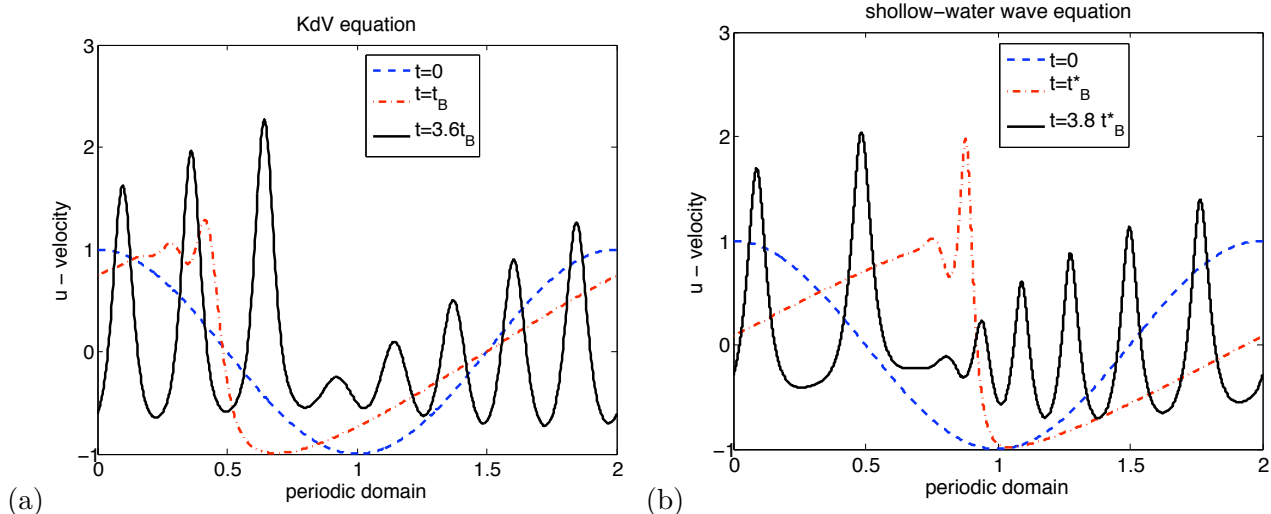 KdV equation
3
2
1
0
−1
u − velocity
t=0
t=t_B
t=3.6t_B
0
0.5
1
1.5
2
periodic domain
(a)
shollow−water wave equation
3
2
1
0
−1
u − velocity
t=0
t=t*_B
t=3.8 t*_B
0
0.5
1
1.5
2
periodic domain
(b)